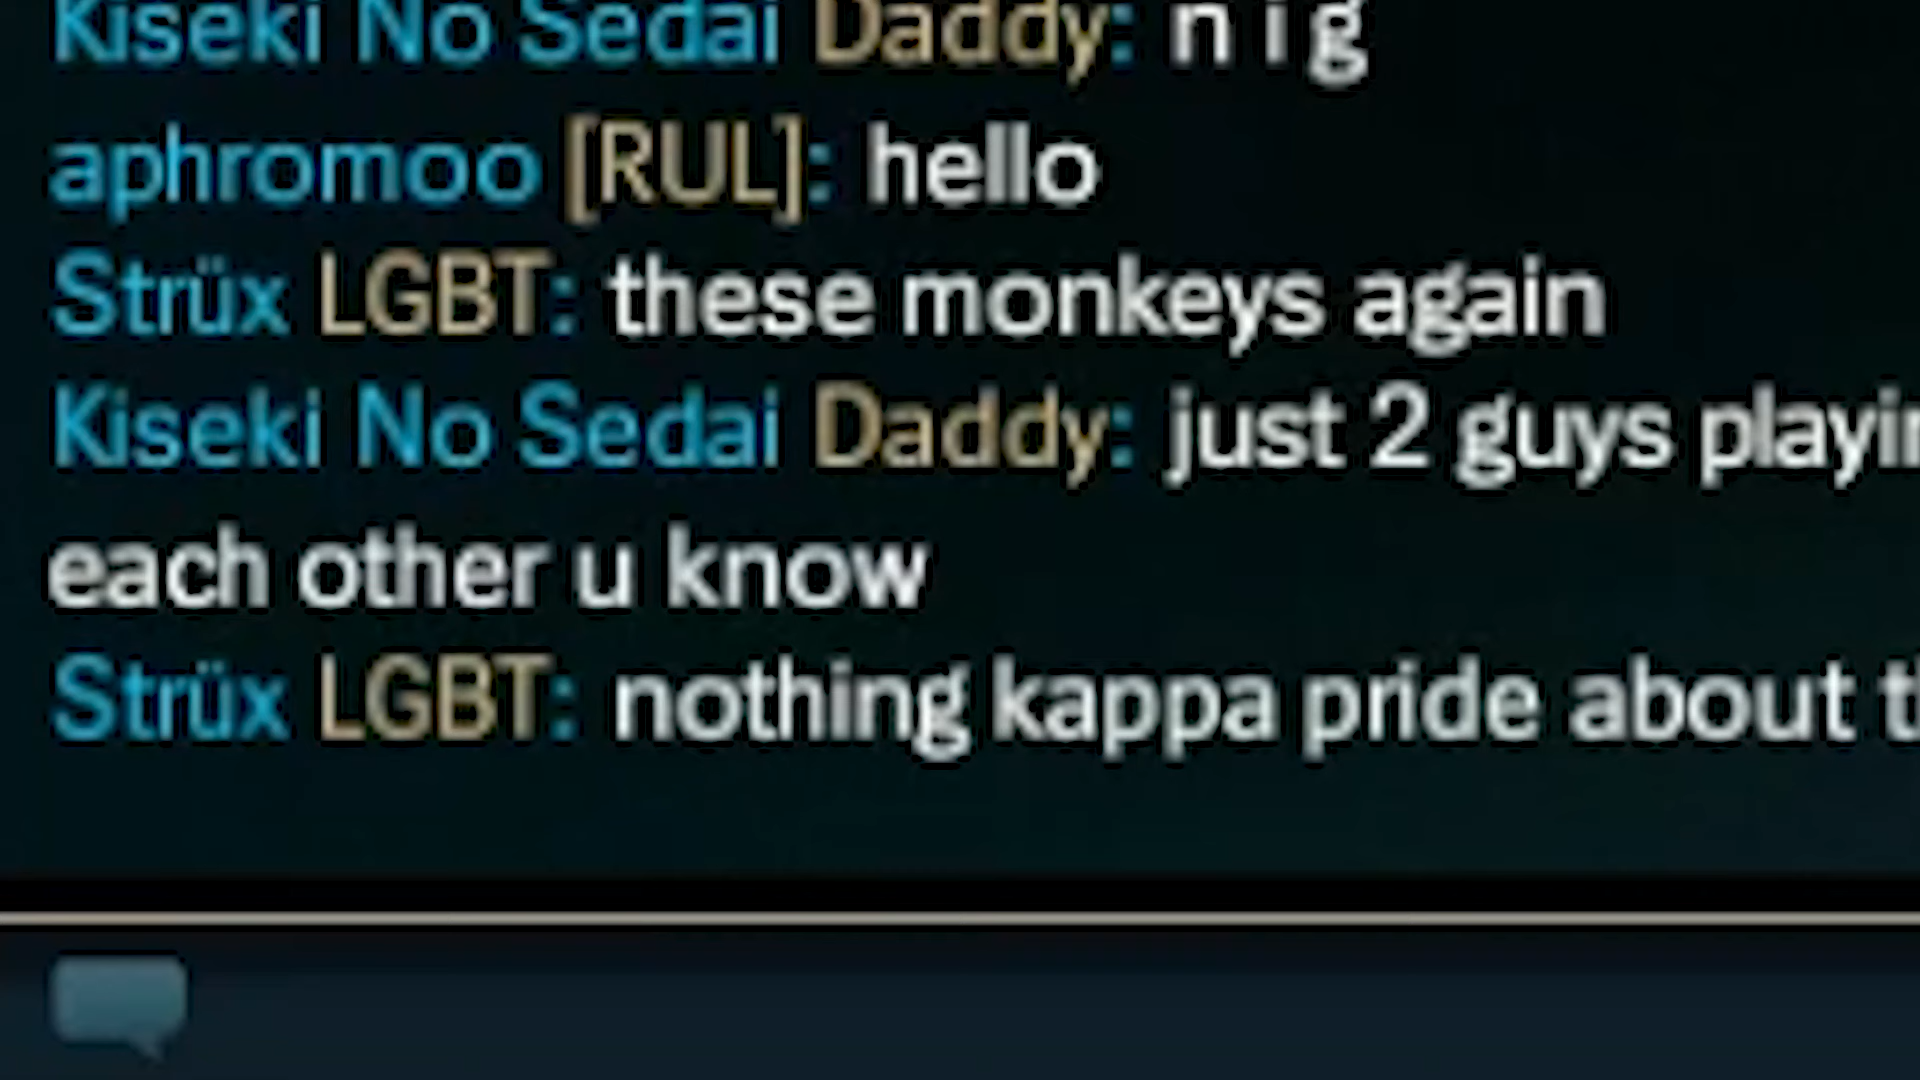 Kiseki No Sedai Daddy: n i g
aphromoo [RUL]: hello
Strüx LGBT: these monkeys again
Kiseki No Sedai Daddy: just 2 guys
each other u know
Strüx LGBT: nothing kappa pride about